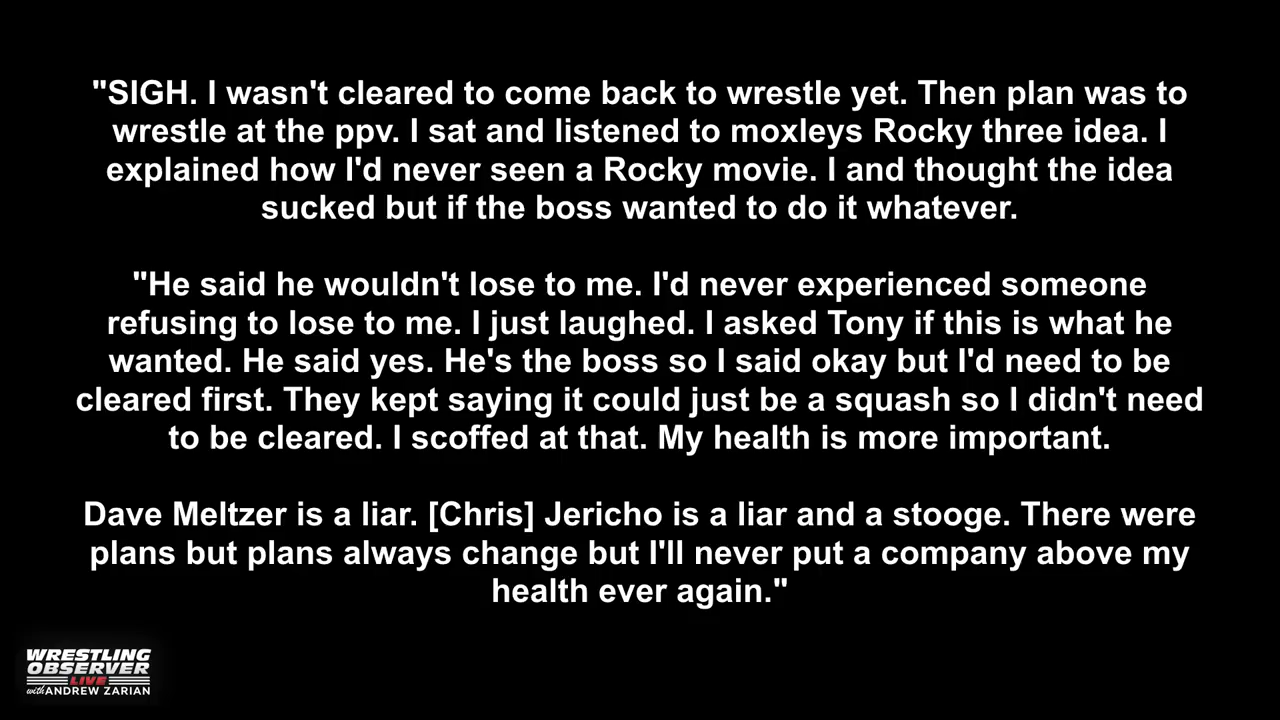 "SIGH. I wasn't cleared to come back to wrestle yet. Then plan was to
wrestle at the ppv. I sat and listened to moxleys Rocky three idea. I
explained how I'd never seen a Rocky movie. I and thought the idea
sucked but if the boss wanted to do it whatever.
"He said he wouldn't lose to me. I'd never experienced someone
refusing to lose to me. I just laughed. I asked Tony if this is what he
wanted. He said yes. He's the boss so I said okay but I'd need to be
cleared first. They kept saying it could just be a squash so I didn't need
to be cleared. I scoffed at that. My health is more important.
Dave Meltzer is a liar. [Chris] Jericho is a liar and a stooge. There were
plans but plans always change but I'll never put a company above my
health ever again."
WRESTLING
OBSERVER
LIVE
with ANDREW ZARIAN